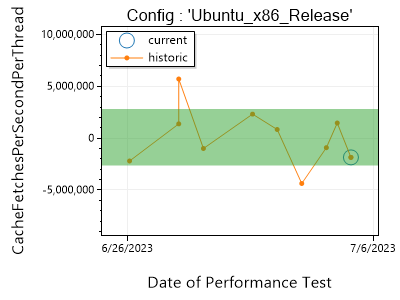 Config : 'Ubuntu_x86_Release'
CacheFetchesPerSecondPerThread
10,000,000
5,000,000
0
-5,000,000
current
historic
6/26/2023
7/6/2023
Date of Performance Test